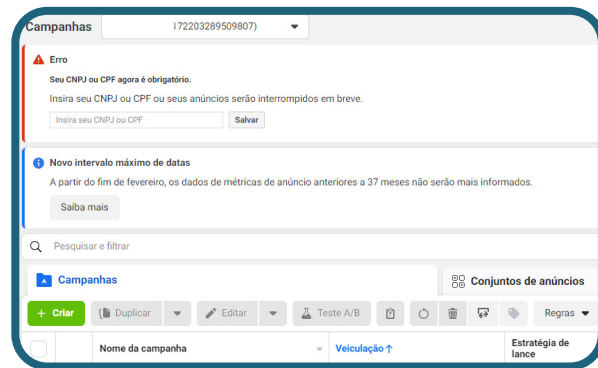 Campanhas
172203289509807)
Erro
Seu CNPJ ou CPF agora é obrigatório.
Insira seu CNPJ ou CPF ou seus anúncios serão interrompidos em breve.
Insira seu CNPJ ou CPF Salvar
Novo intervalo máximo de datas
A partir do fim de fevereiro, os dados de métricas de anúncio anteriores a 37 meses não serão mais informados.
Saiba mais
Pesquisar e filtrar
Campanhas Conjuntos de anúncios
+ Criar Duplicar Editar Teste A/B Regras
Nome da campanha Veiculação↑ Estratégia de
lance